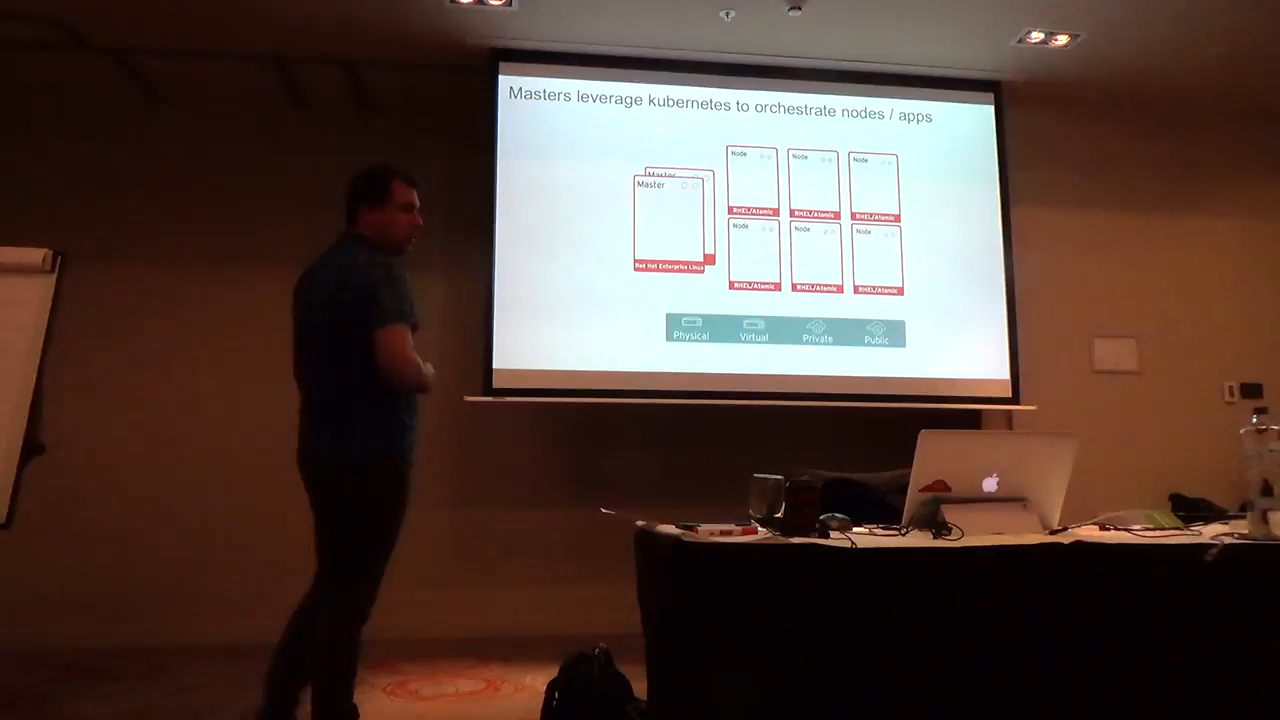 Masters leverage kubernetes to orchestrate nodes / apps
Master
Master
Red Hat Enterprise Linux
Node
Node
Node
RHEL/Atomic
RHEL/Atomic
RHEL/Atomic
Node
Node
Node
RHEL/Atomic
RHEL/Atomic
RHEL/Atomic
Physical
Virtual
Private
Public